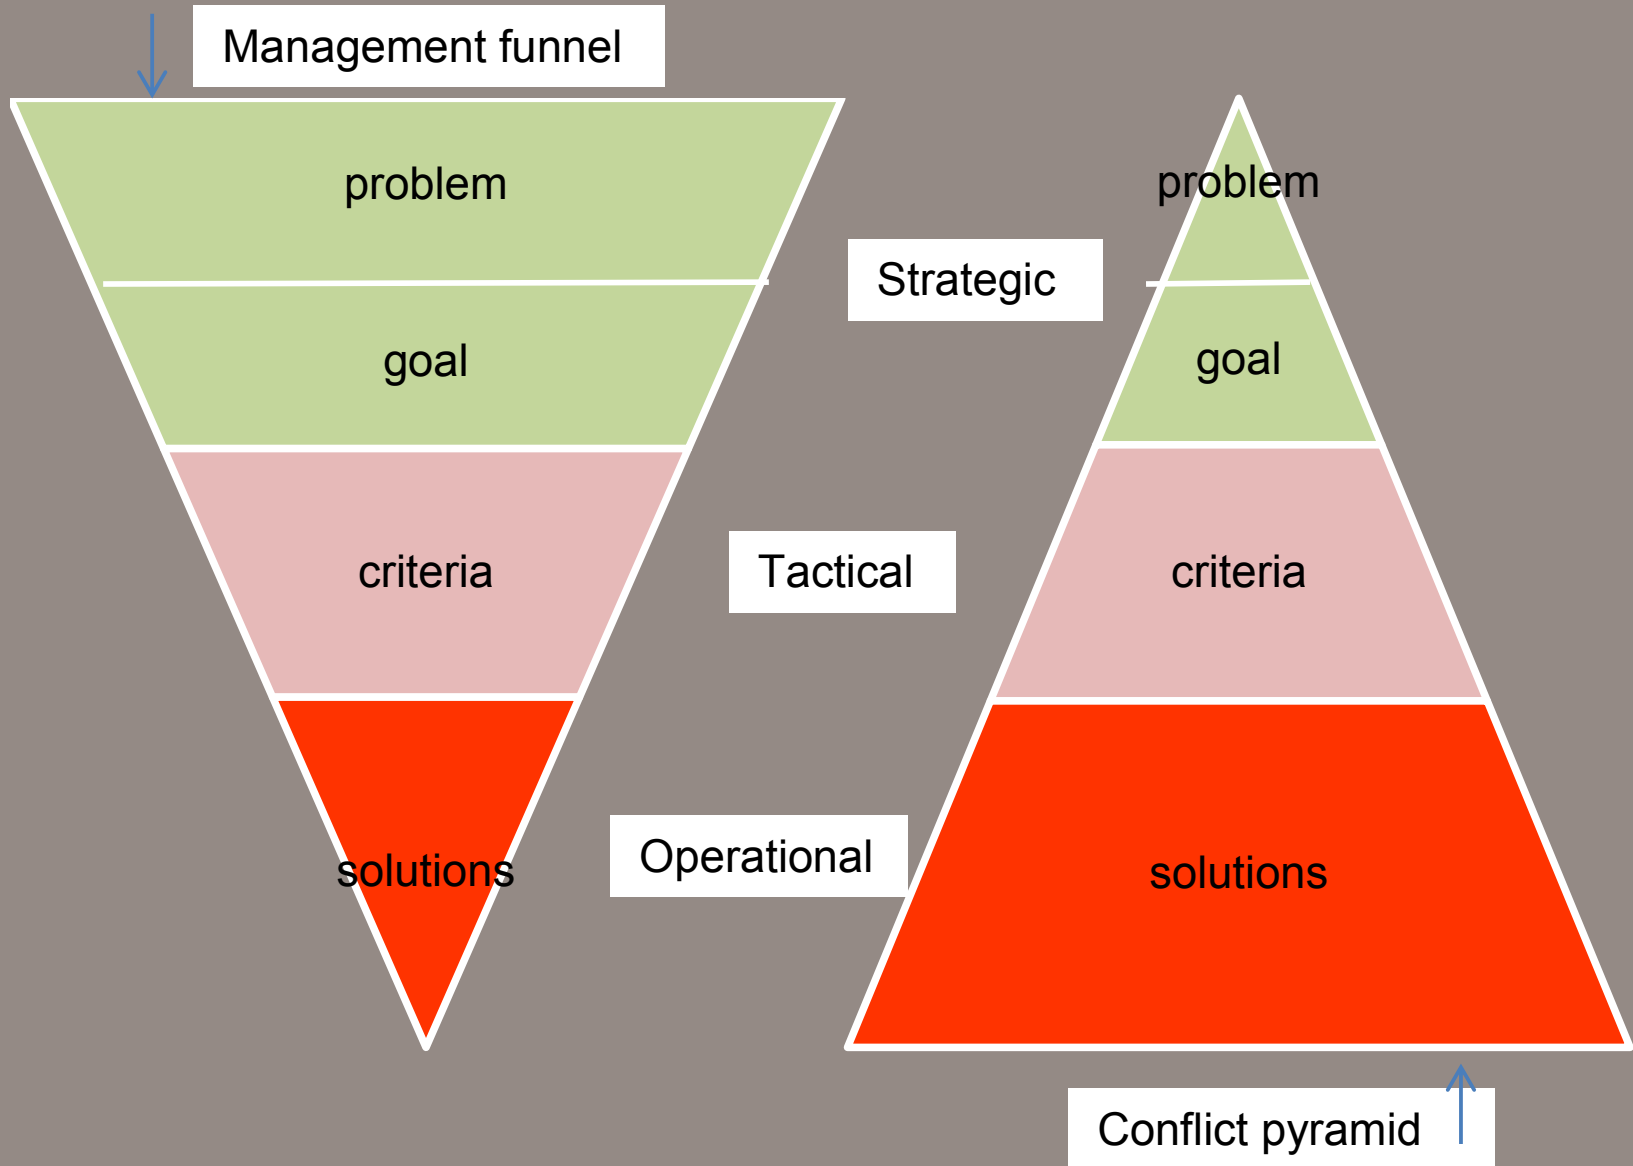 Management funnel
problem
problem
Strategic
goal
goal
criteria
Tactical
criteria
solutions
Operational
solutions
Conflict pyramid